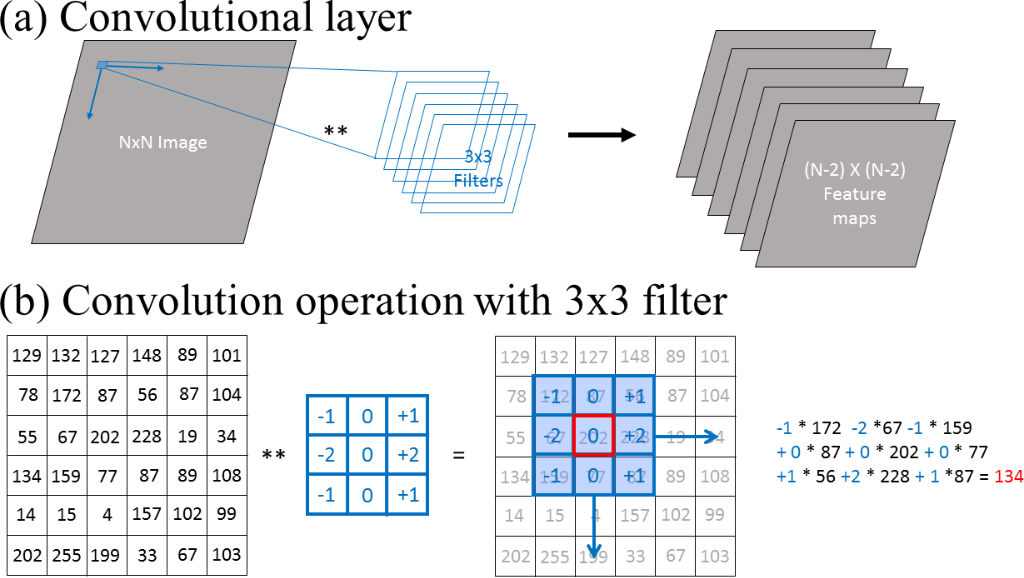 (a) Convolutional layer
NxN Image
**
3x3
Filters
(N-2) X (N-2)
Feature
maps
(b) Convolution operation with 3x3 filter
129 132 127 148 89 101
78 172 87 56 87 104
55 67 202 228 19 34
134 159 77 87 89 108
14 15 4 157 102 99
202 255 199 33 67 103
**
-1 0 +1
-2 0 +2
-1 0 +1
=
129 132 127 148 89 101
78 -1 0 +1 87 104
55 -2 0 +2 19 4
134 -1 0 +1 89 108
14 15 4 157 102 99
202 255 199 33 67 103
-1 * 172 -2 *67 -1 * 159
+ 0 * 87 + 0 * 202 + 0 * 77
+1 * 56 +2 * 228 + 1 *87 = 134